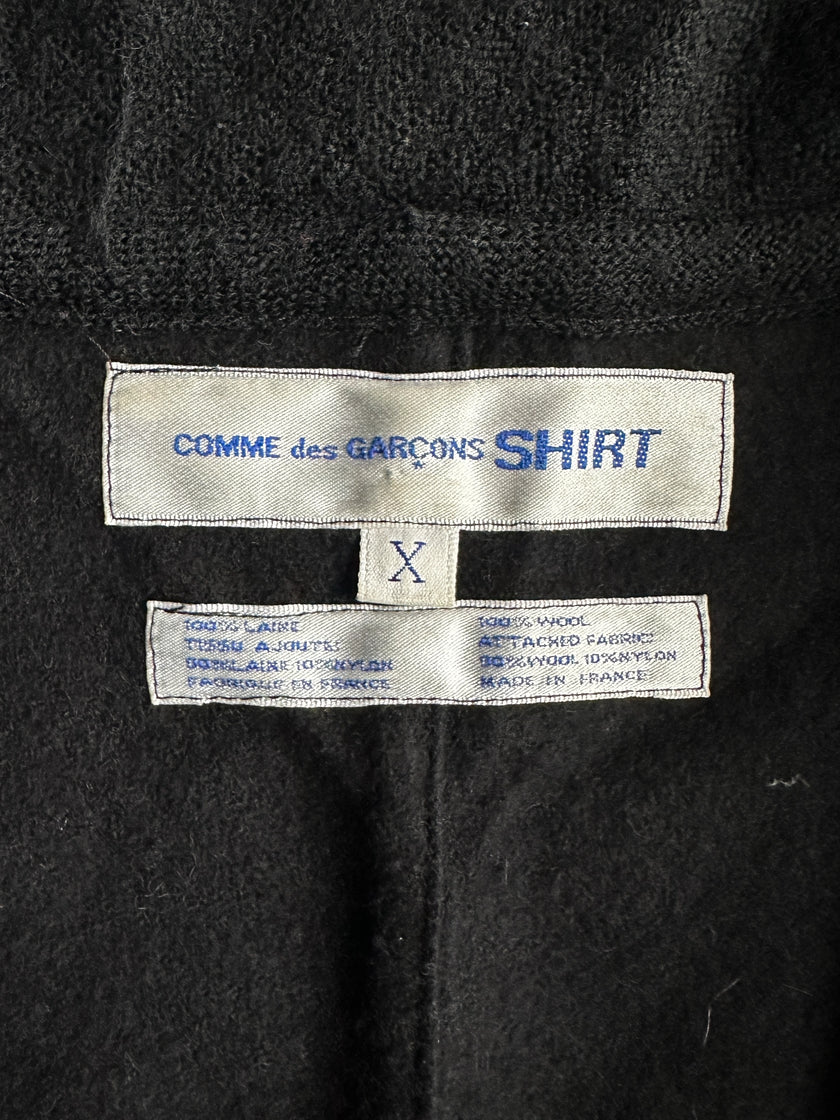 COMME des GARÇONS SHIRT
X
100% LAINE
TISSU AJOUTE:
90%LAINE 10%NYLON
FABRIQUE EN FRANCE
100% WOOL
ATTACHED FABRIC:
90%WOOL 10%NYLON
MADE IN FRANCE